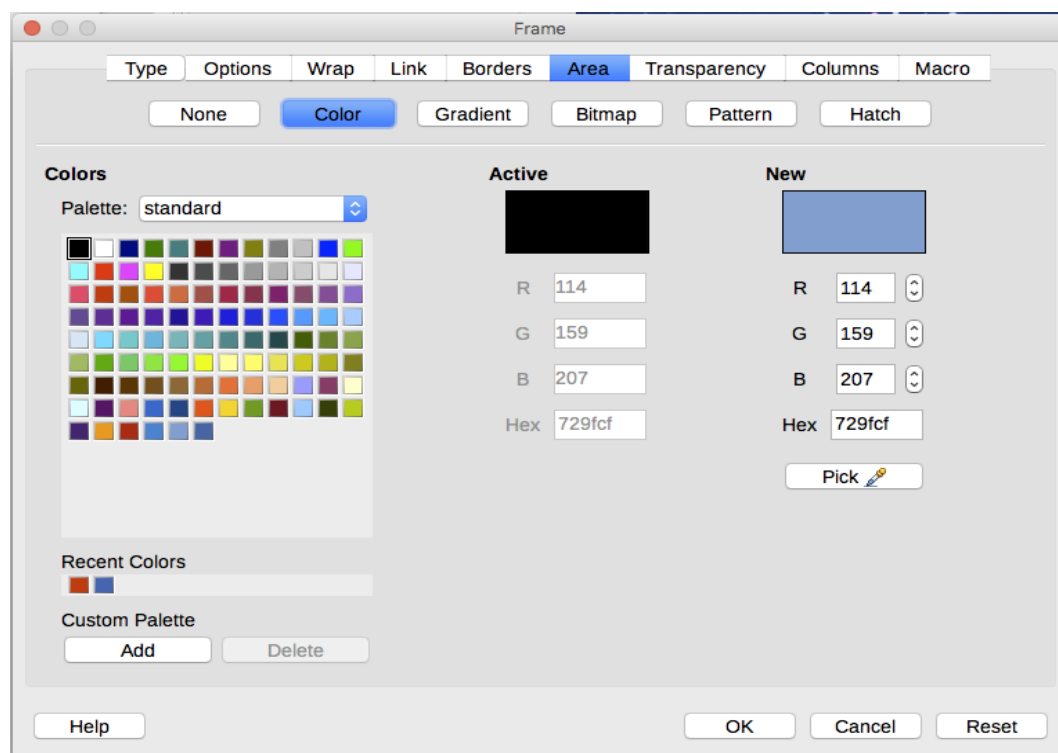 Frame
Type Options Wrap Link Borders Area Transparency Columns Macro
None Color Gradient Bitmap Pattern Hatch
Colors
Palette: standard
Recent Colors
Custom Palette
Add Delete
Active
R 114
G 159
B 207
Hex 729fcf
New
R 114
G 159
B 207
Hex 729fcf
Pick
Help OK Cancel Reset